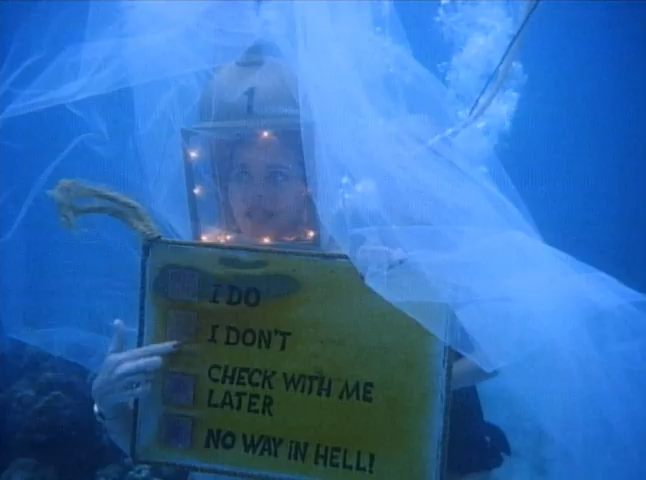 1
I DO
I DON'T
CHECK WITH ME
LATER
NO WAY IN HELL!